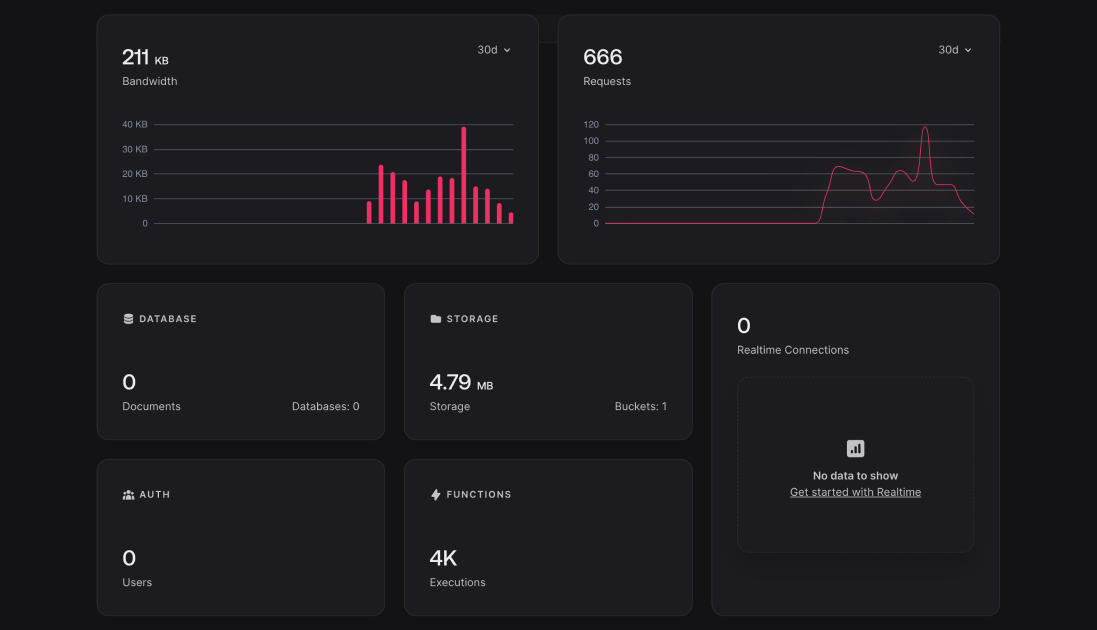 211 KB
30d
Bandwidth
40 KB
30 KB
20 KB
10 KB
0
666
30d
Requests
120
100
80
60
40
20
0
DATABASE
0
Documents
Databases: 0
STORAGE
4.79 MB
Storage
Buckets: 1
0
Realtime Connections
No data to show
Get started with Realtime
AUTH
0
Users
FUNCTIONS
4K
Executions